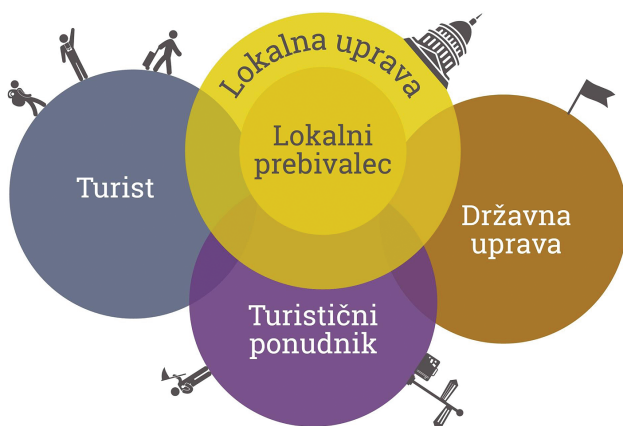 Lokalna uprava
Lokalni
prebivalec
Turist
Državna
uprava
Turistični
ponudnik